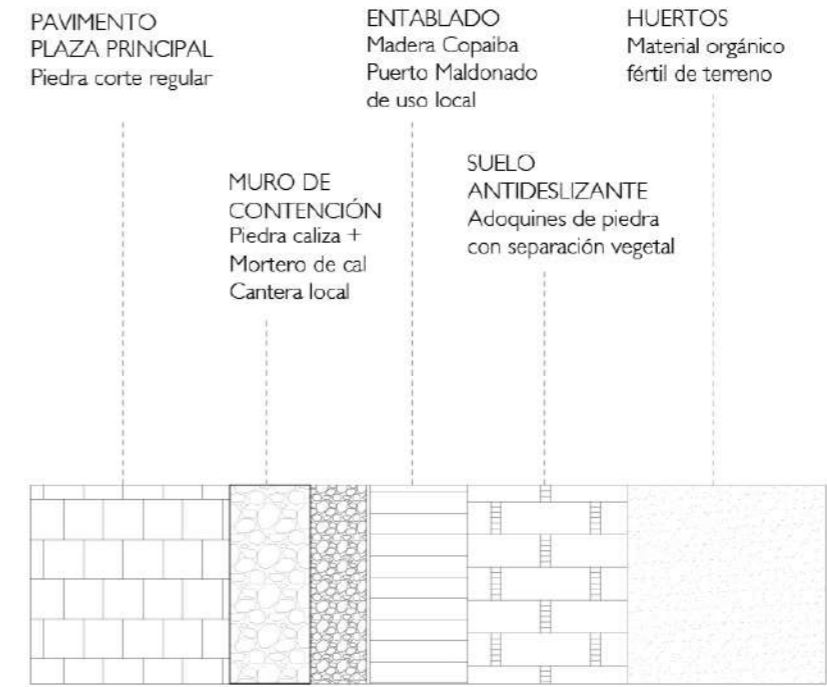 PAVIMENTO
PLAZA PRINCIPAL
Piedra corte regular
MURO DE
CONTENCIÓN
Piedra caliza +
Mortero de cal
Cantera local
ENTABLADO
Madera Copaiba
Puerto Maldonado
de uso local
SUELO
ANTIDESLIZANTE
Adoquines de piedra
con separación vegetal
HUERTOS
Material orgánico
fértil de terreno